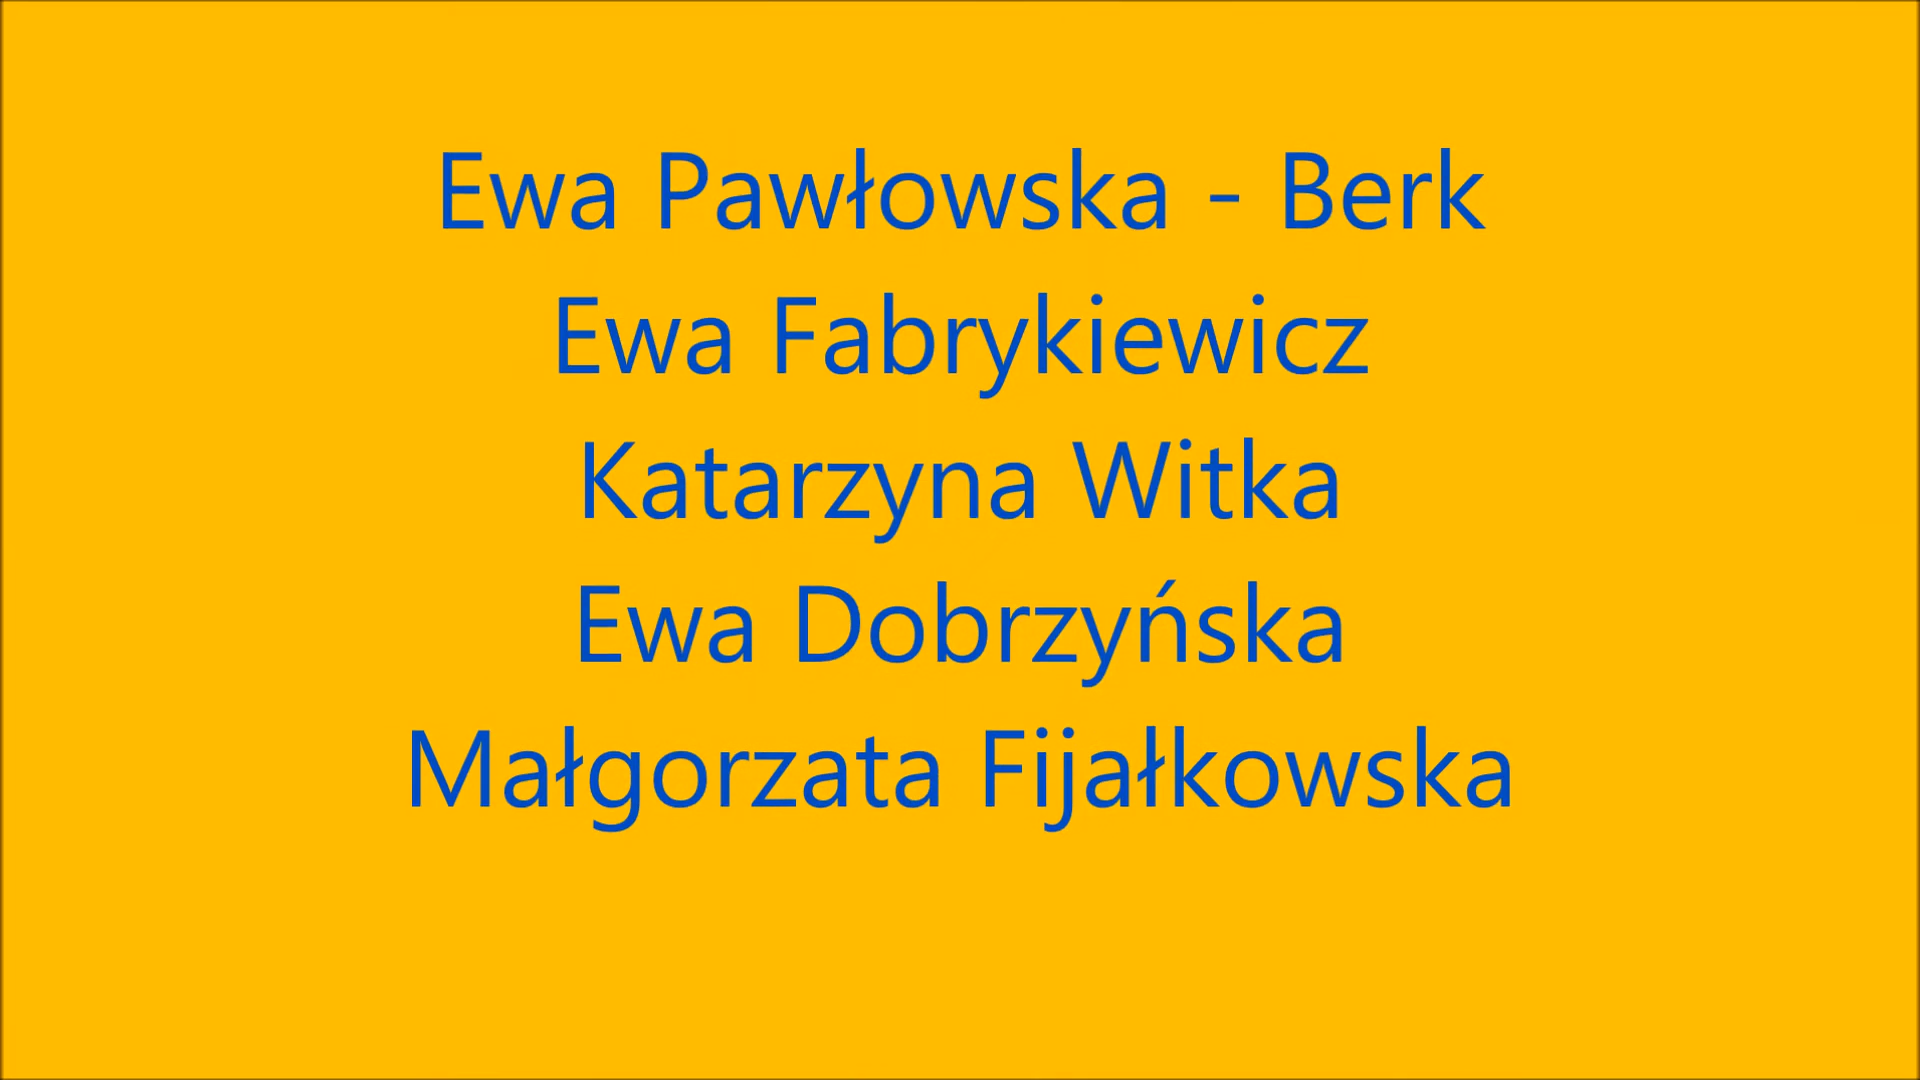 Ewa Pawłowska - Berk
Ewa Fabrykiewicz
Katarzyna Witka
Ewa Dobrzyńska
Małgorzata Fijałkowska